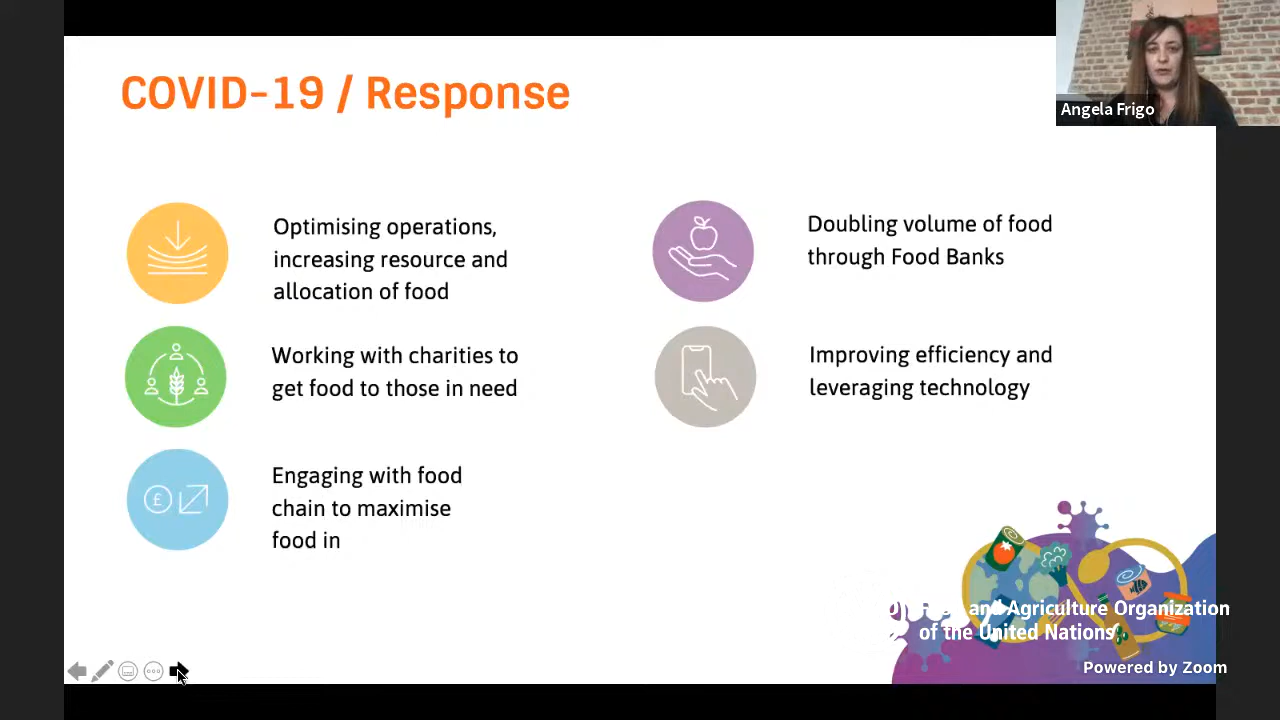 COVID-19 / Response
Angela Frigo
Optimising operations,
increasing resource and
allocation of food
Working with charities to
get food to those in need
Engaging with food
chain to maximise
food in
Doubling volume of food
through Food Banks
Improving efficiency and
leveraging technology
£
and Agriculture Organization
of the United Nations
Powered by Zoom